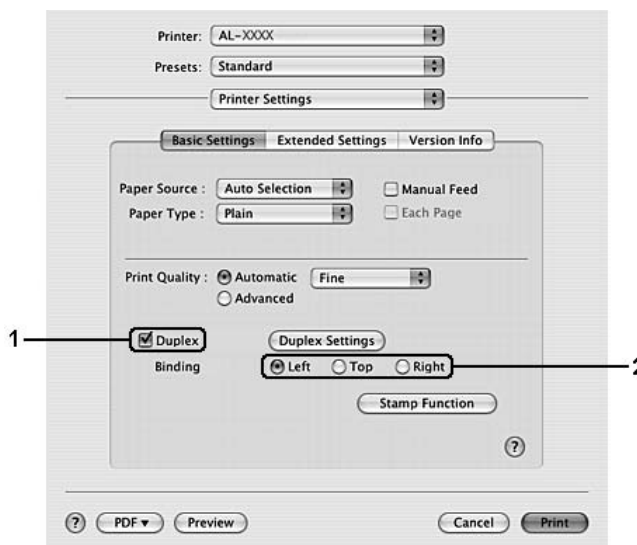 Printer: AL-XXXX
Presets: Standard
Printer Settings
Basic Settings Extended Settings Version Info
Paper Source : Auto Selection Manual Feed
Paper Type : Plain Each Page
Print Quality : Automatic Fine
Advanced
1 Duplex Duplex Settings
Binding Left Top Right 2
Stamp Function
?
? PDF ▼ Preview Cancel Print